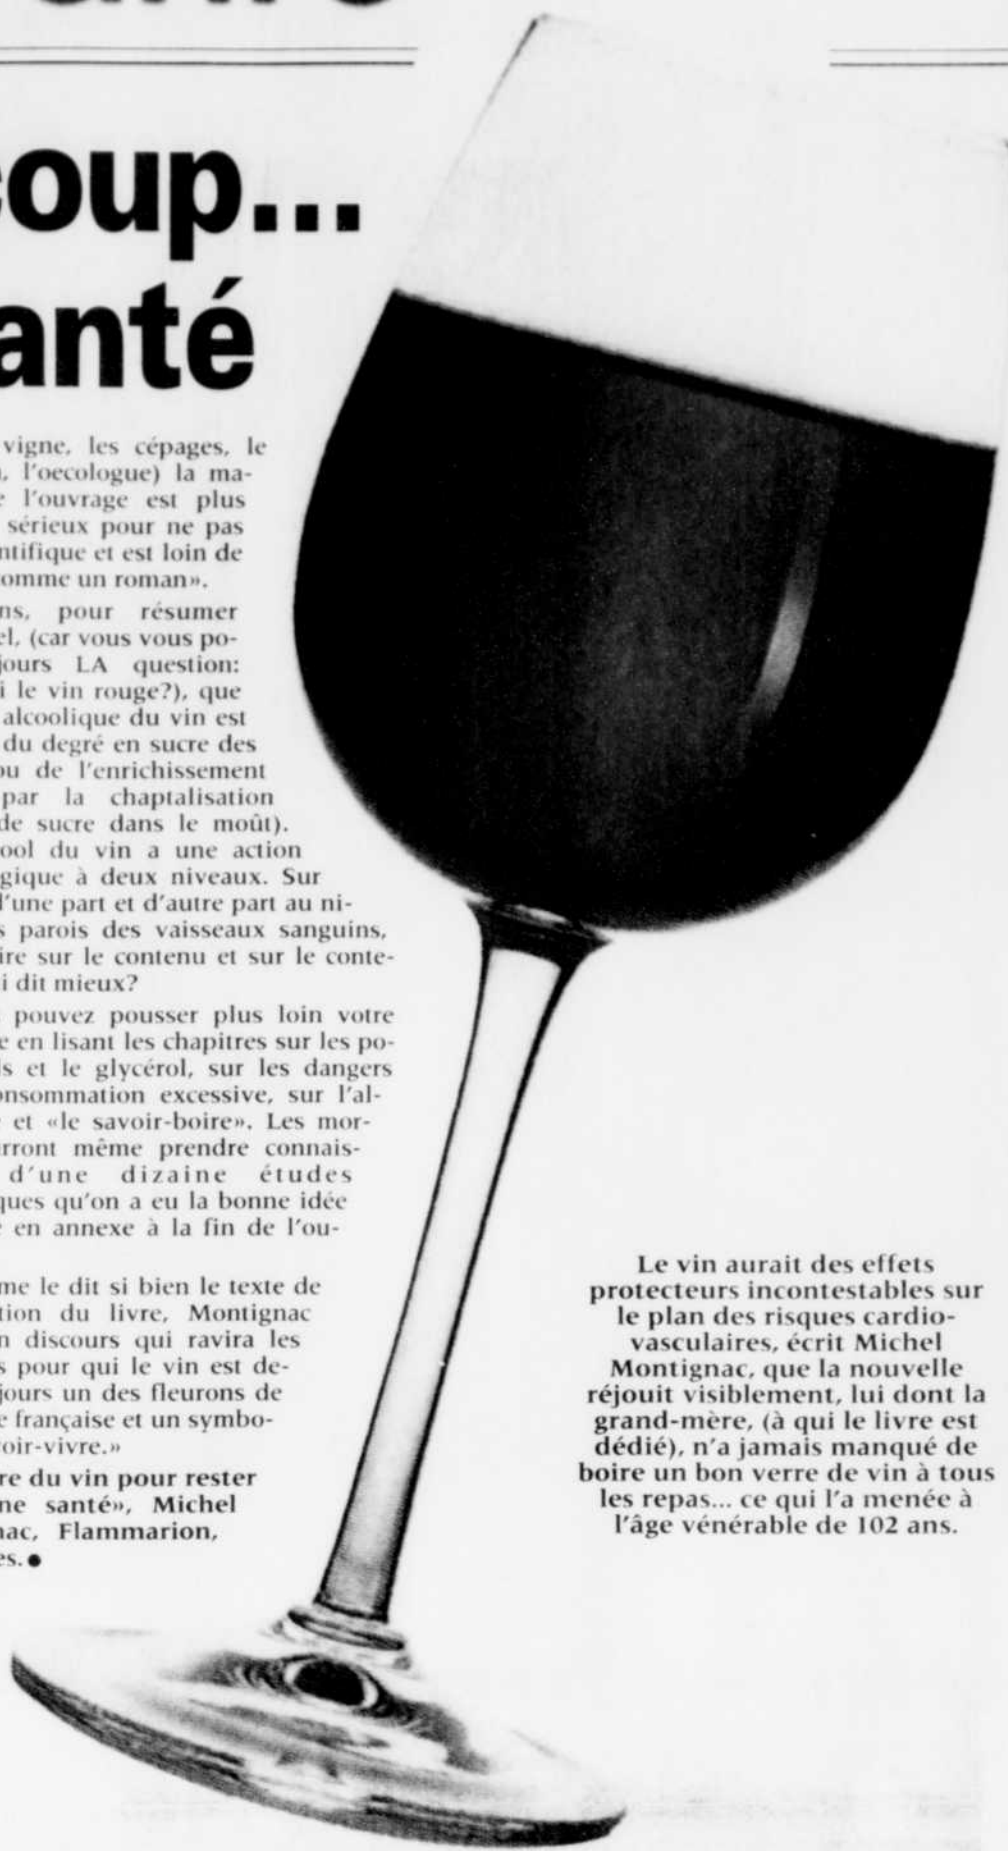 coup...
anté
vigne, les cépages, le
l'oecologue) la ma-
l'ouvrage est plus
sérieux pour ne pas
ntifique et est loin de
omme un roman».
ns, pour résumer
el, (car vous vous po-
jours LA question:
i le vin rouge?), que
alcoolique du vin est
du degré en sucre des
ou de l'enrichissement
par la chaptalisation
de sucre dans le moût).
ool du vin a une action
gique à deux niveaux. Sur
d'une part et d'autre part au ni-
s parois des vaisseaux sanguins,
ire sur le contenu et sur le conte-
i dit mieux?
pouvez pousser plus loin votre
e en lisant les chapitres sur les po-
ls et le glycérol, sur les dangers
onsommation excessive, sur l'al-
et «le savoir-boire». Les mor-
rront même prendre connais-
d'une dizaine études
ques qu'on a eu la bonne idée
en annexe à la fin de l'ou-
me le dit si bien le texte de
tion du livre, Montignac
n discours qui ravira les
s pour qui le vin est de-
jours un des fleurons de
e française et un symbo-
oir-vivre.»
re du vin pour rester
ne santé», Michel
nac, Flammarion,
es.●
Le vin aurait des effets
protecteurs incontestables sur
le plan des risques cardio-
vasculaires, écrit Michel
Montignac, que la nouvelle
réjouit visiblement, lui dont la
grand-mère, (à qui le livre est
dédié), n'a jamais manqué de
boire un bon verre de vin à tous
les repas... ce qui l'a menée à
l'âge vénérable de 102 ans.